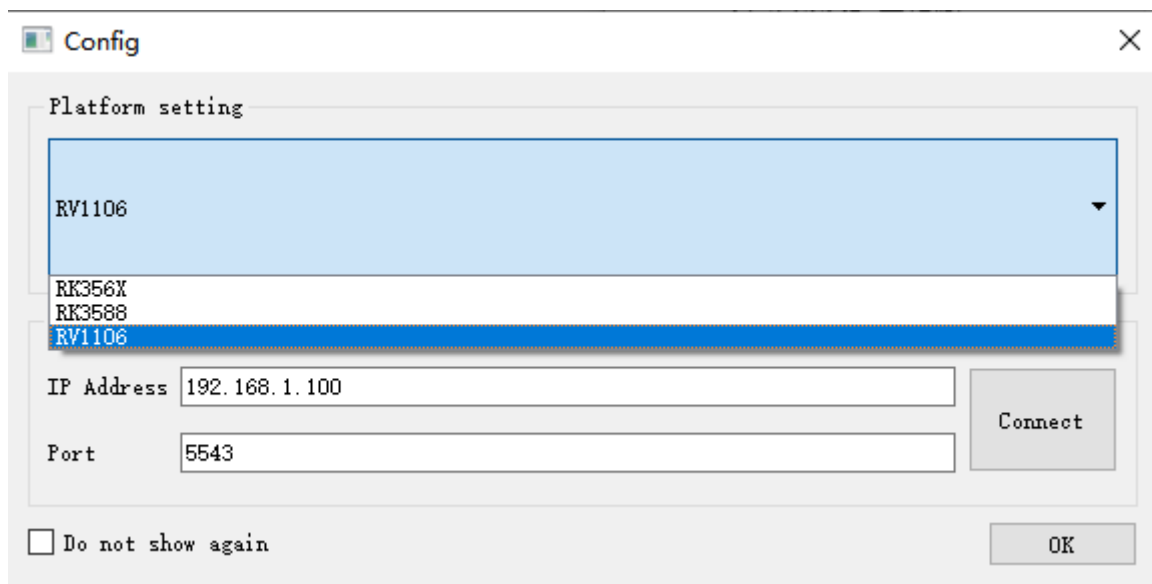 Config
Platform setting
RV1106
RK356X
RK3588
RV1106
IP Address 192.168.1.100
Connect
Port 5543
Do not show again
OK